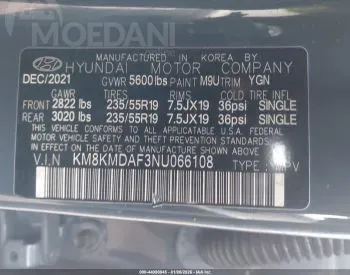 MANUFACTURED IN KOREA BY
HYUNDAI MOTOR COMPANY
DEC/2021 GVWR 5600 lbs PAINT M9U TRIM YGN
GAWR TIRE RIMS COLD TIRE INF.
FRONT 2822 lbs 235/55R19 7.5JX19 36psi SINGLE
REAR 3020 lbs 235/55R19 7.5JX19 36psi SINGLE
THIS VEHICLE CONFORMS TO ALL APPLICABLE
U.S. FEDERAL MOTOR VEHICLE SAFETY AND
THEFT PREVENTION STANDARDS IN EFFECT ON
THE DATE OF MANUFACTURE SHOWN ABOVE.
V.I.N : KM8KMDAF3NU066108 TYPE : MPV